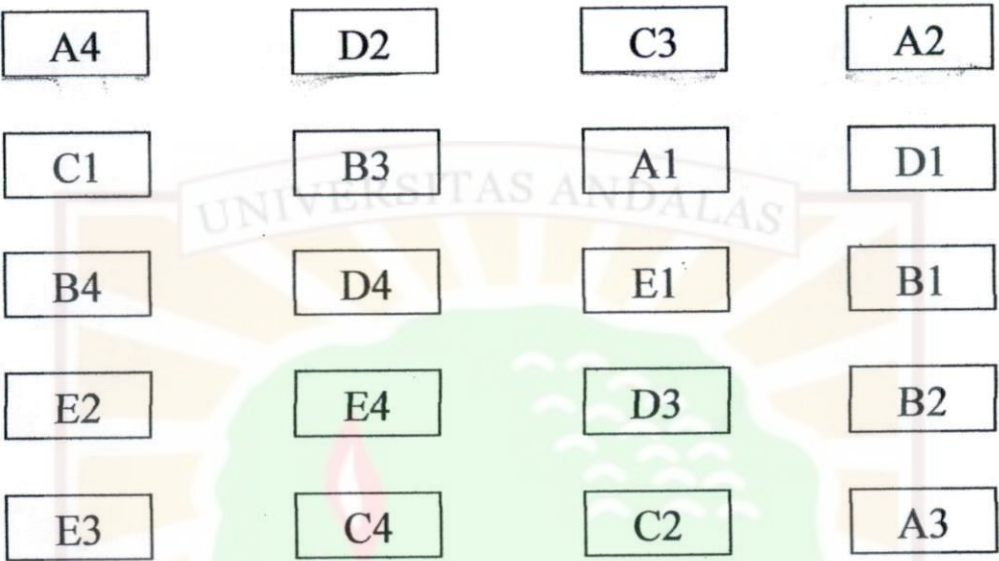 A4 D2 C3 A2
C1 B3 A1 D1
UNIVERSITAS ANDALAS
B4 D4 E1 B1
E2 E4 D3 B2
E3 C4 C2 A3